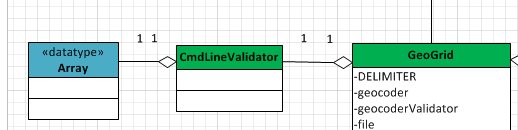 1 1
1
1
«datatype»
Array
CmdLineValidator
GeoGrid
-DELIMITER
-geocoder
-geocoderValidator
-file